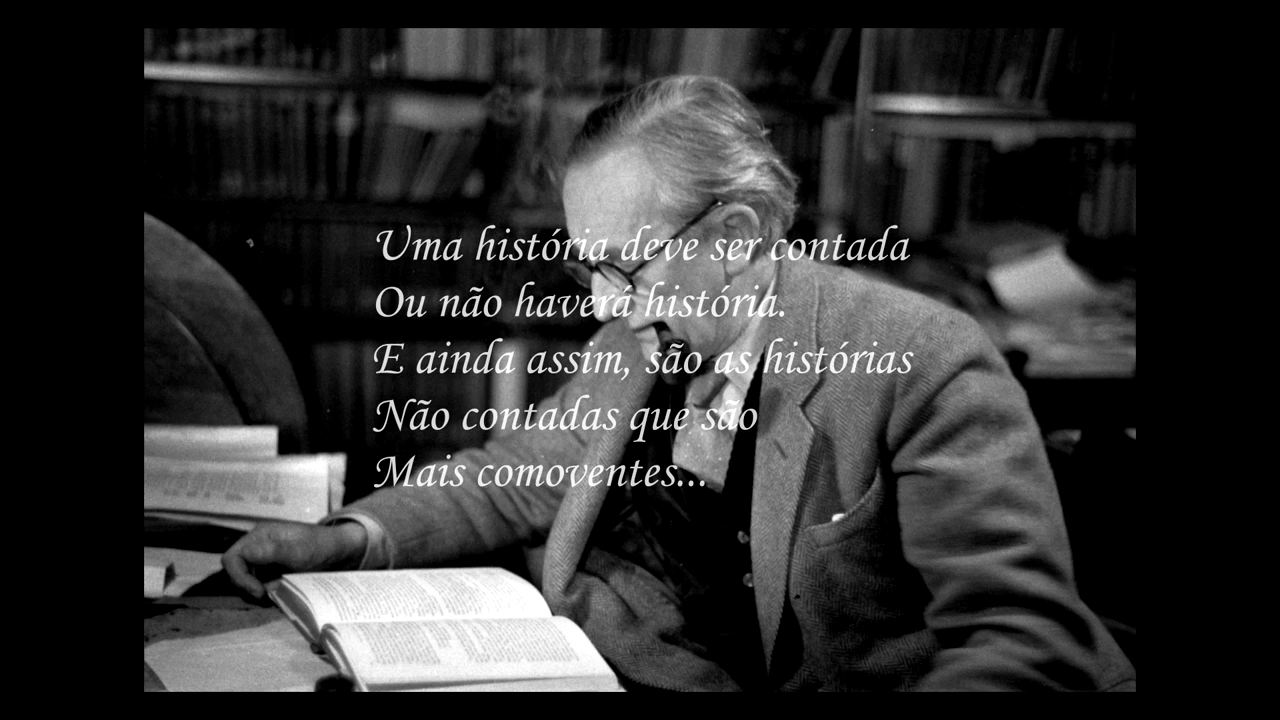 Uma história deve ser contada
Ou não haverá história.
E ainda assim, são as histórias
Não contadas que são
Mais comoventes...